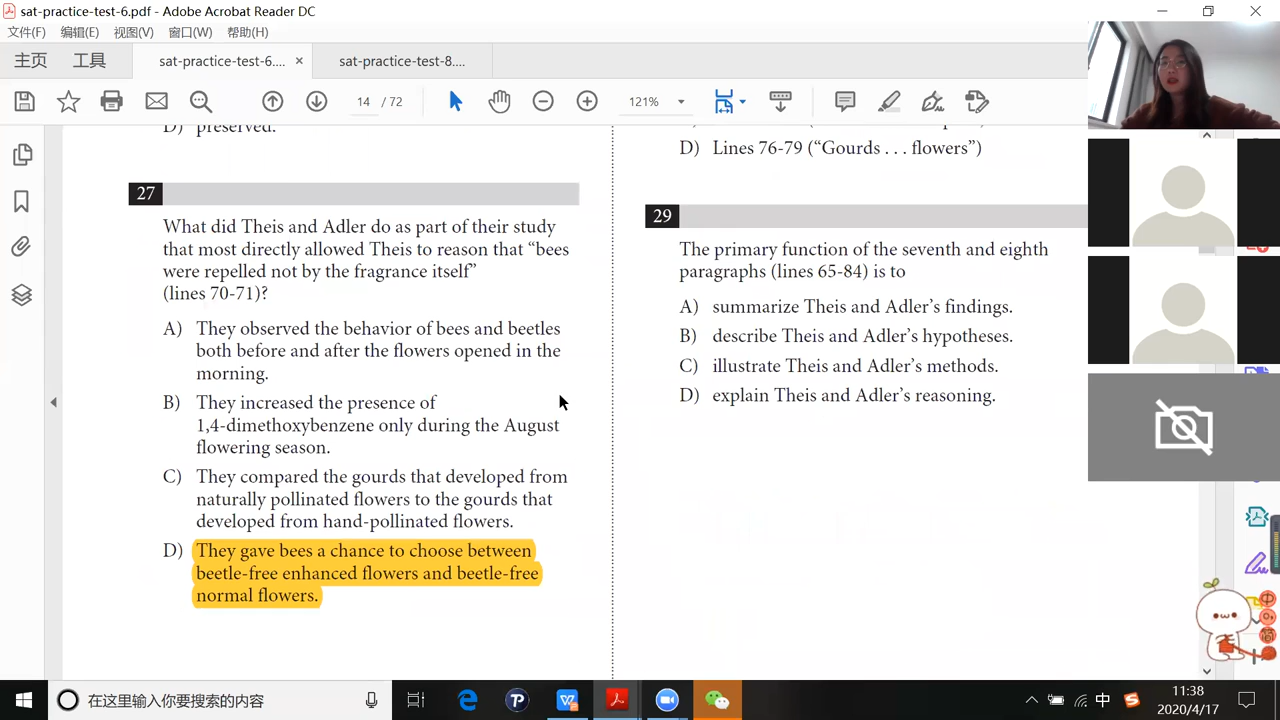 sat-practice-test-6.pdf - Adobe Acrobat Reader DC
文件(F) 编辑(E) 视图(V) 窗口(W) 帮助(H)
主页 工具 sat-practice-test-6.... × sat-practice-test-8....
14 / 72 121%
D) preserved.
27
What did Theis and Adler do as part of their study
that most directly allowed Theis to reason that “bees
were repelled not by the fragrance itself”
(lines 70-71)?
A) They observed the behavior of bees and beetles
both before and after the flowers opened in the
morning.
B) They increased the presence of
1,4-dimethoxybenzene only during the August
flowering season.
C) They compared the gourds that developed from
naturally pollinated flowers to the gourds that
developed from hand-pollinated flowers.
D) They gave bees a chance to choose between
beetle-free enhanced flowers and beetle-free
normal flowers.
D) Lines 76-79 (“Gourds . . . flowers”)
29
The primary function of the seventh and eighth
paragraphs (lines 65-84) is to
A) summarize Theis and Adler’s findings.
B) describe Theis and Adler’s hypotheses.
C) illustrate Theis and Adler’s methods.
D) explain Theis and Adler’s reasoning.
中
简
在这里输入你要搜索的内容
中
11:38
2020/4/17